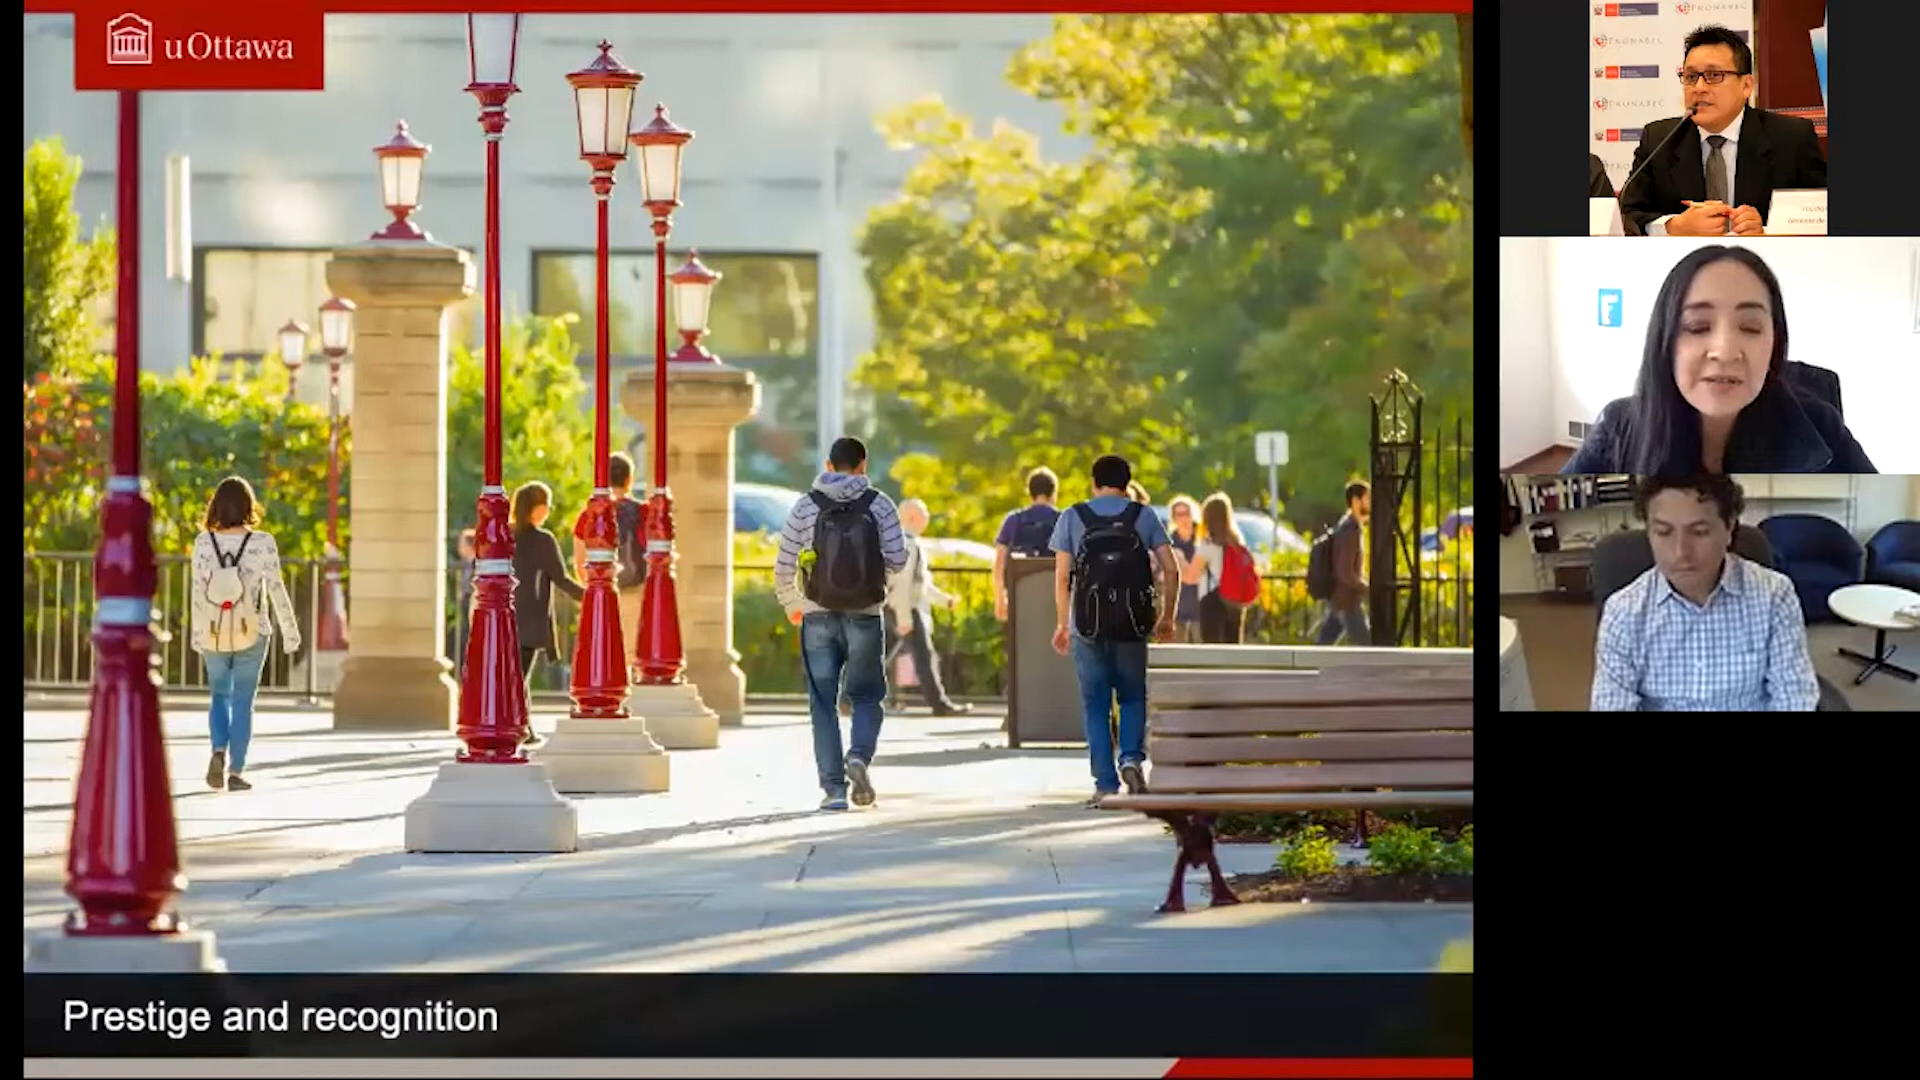 uOttawa
Prestige and recognition
PRONABEC
PRONABEC
PRONABEC